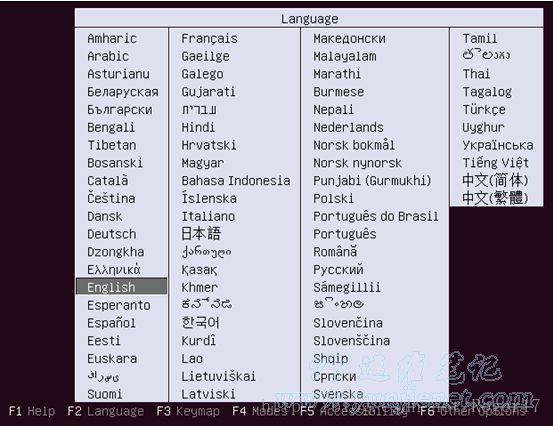 Language
Amharic
Arabic
Asturianu
Беларуская
Български
Bengali
Tibetan
Bosanski
Català
Čeština
Dansk
Deutsch
Dzongkha
Ελληνικά
English
Esperanto
Español
Eesti
Euskara
فارسی
Suomi
Français
Gaeilge
Galego
Gujarati
עברית
Hindi
Hrvatski
Magyar
Bahasa Indonesia
Íslenska
Italiano
日本語
ქართული
Қазақ
Khmer
ಕನ್ನಡ
한국어
Kurdî
Lao
Lietuviškai
Latviski
Македонски
Malayalam
Marathi
Burmese
Nepali
Nederlands
Norsk bokmål
Norsk nynorsk
Punjabi (Gurmukhi)
Polski
Português do Brasil
Português
Română
Русский
Sámegillii
සිංහල
Slovenčina
Slovenščina
Shqip
Српски
Svenska
Tamil
తెలుగు
Thai
Tagalog
Türkçe
Uyghur
Українська
Tiếng Việt
中文(简体)
中文(繁體)
F1 Help F2 Language F3 Keymap F4 Modes F5 Accessibility F6 Other Options